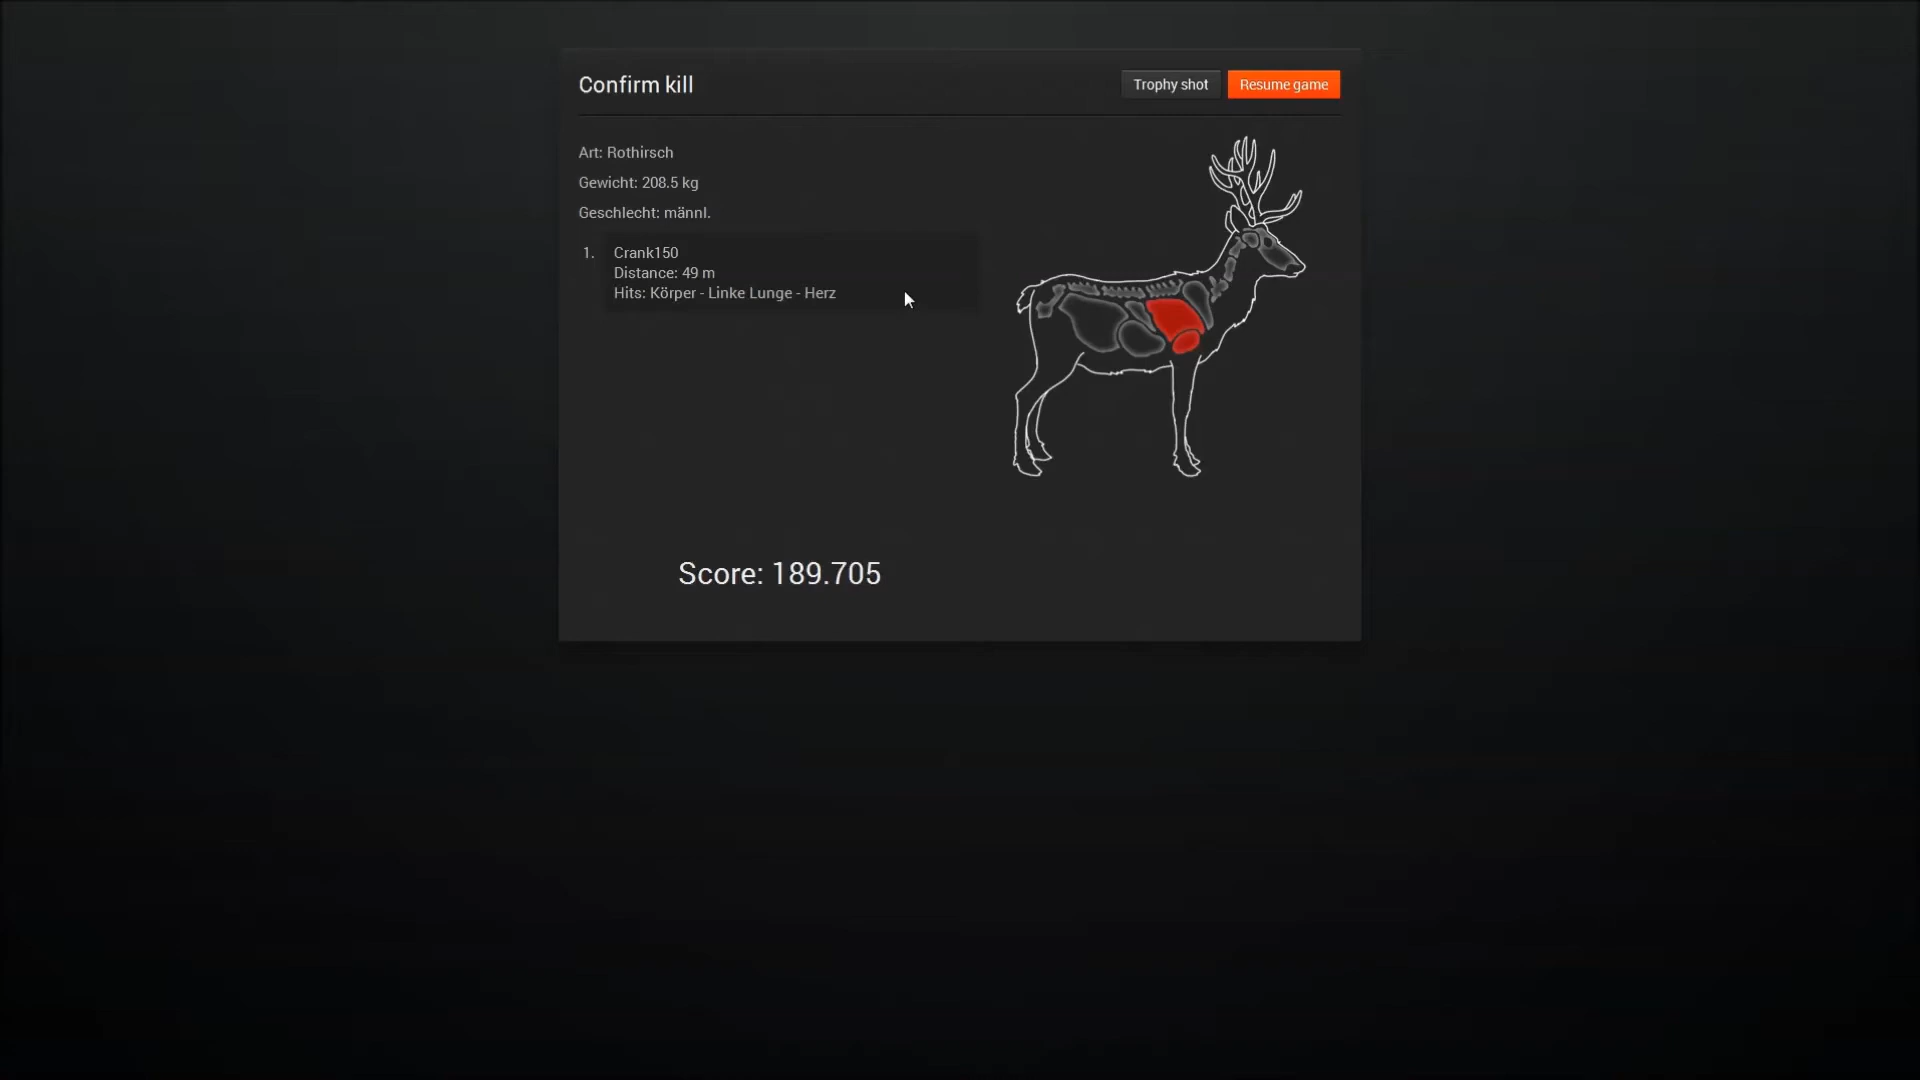 Confirm kill
Trophy shot
Resume game
Art: Rothirsch
Gewicht: 208.5 kg
Geschlecht: männl.
1. Crank150
Distance: 49 m
Hits: Körper - Linke Lunge - Herz
Score: 189.705